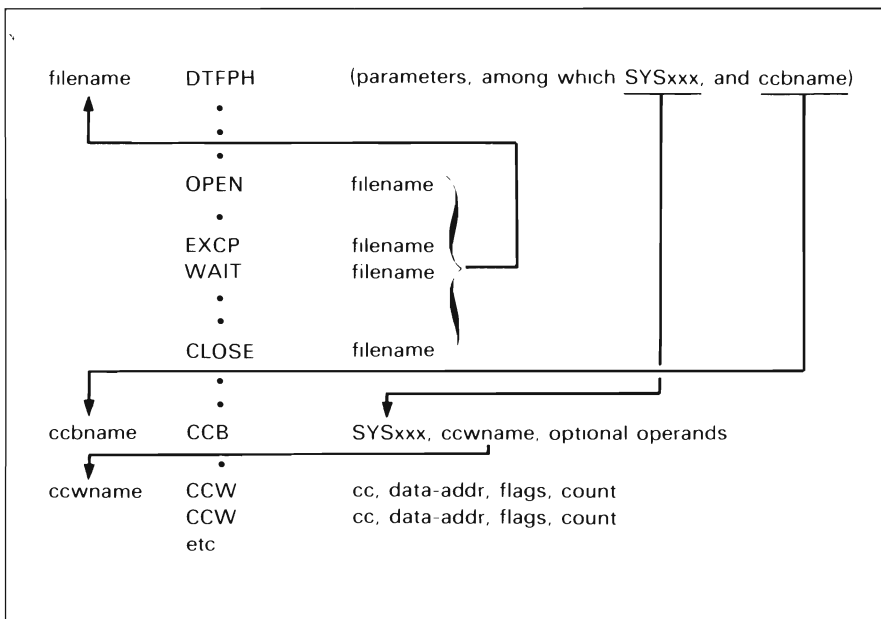 filename DTFPH (parameters, among which SYSxxx, and ccbname)
OPEN filename
EXCP filename
WAIT filename
CLOSE filename
ccbname CCB SYSxxx, ccwname, optional operands
ccwname CCW cc, data-addr, flags, count
CCW cc, data-addr, flags, count
etc